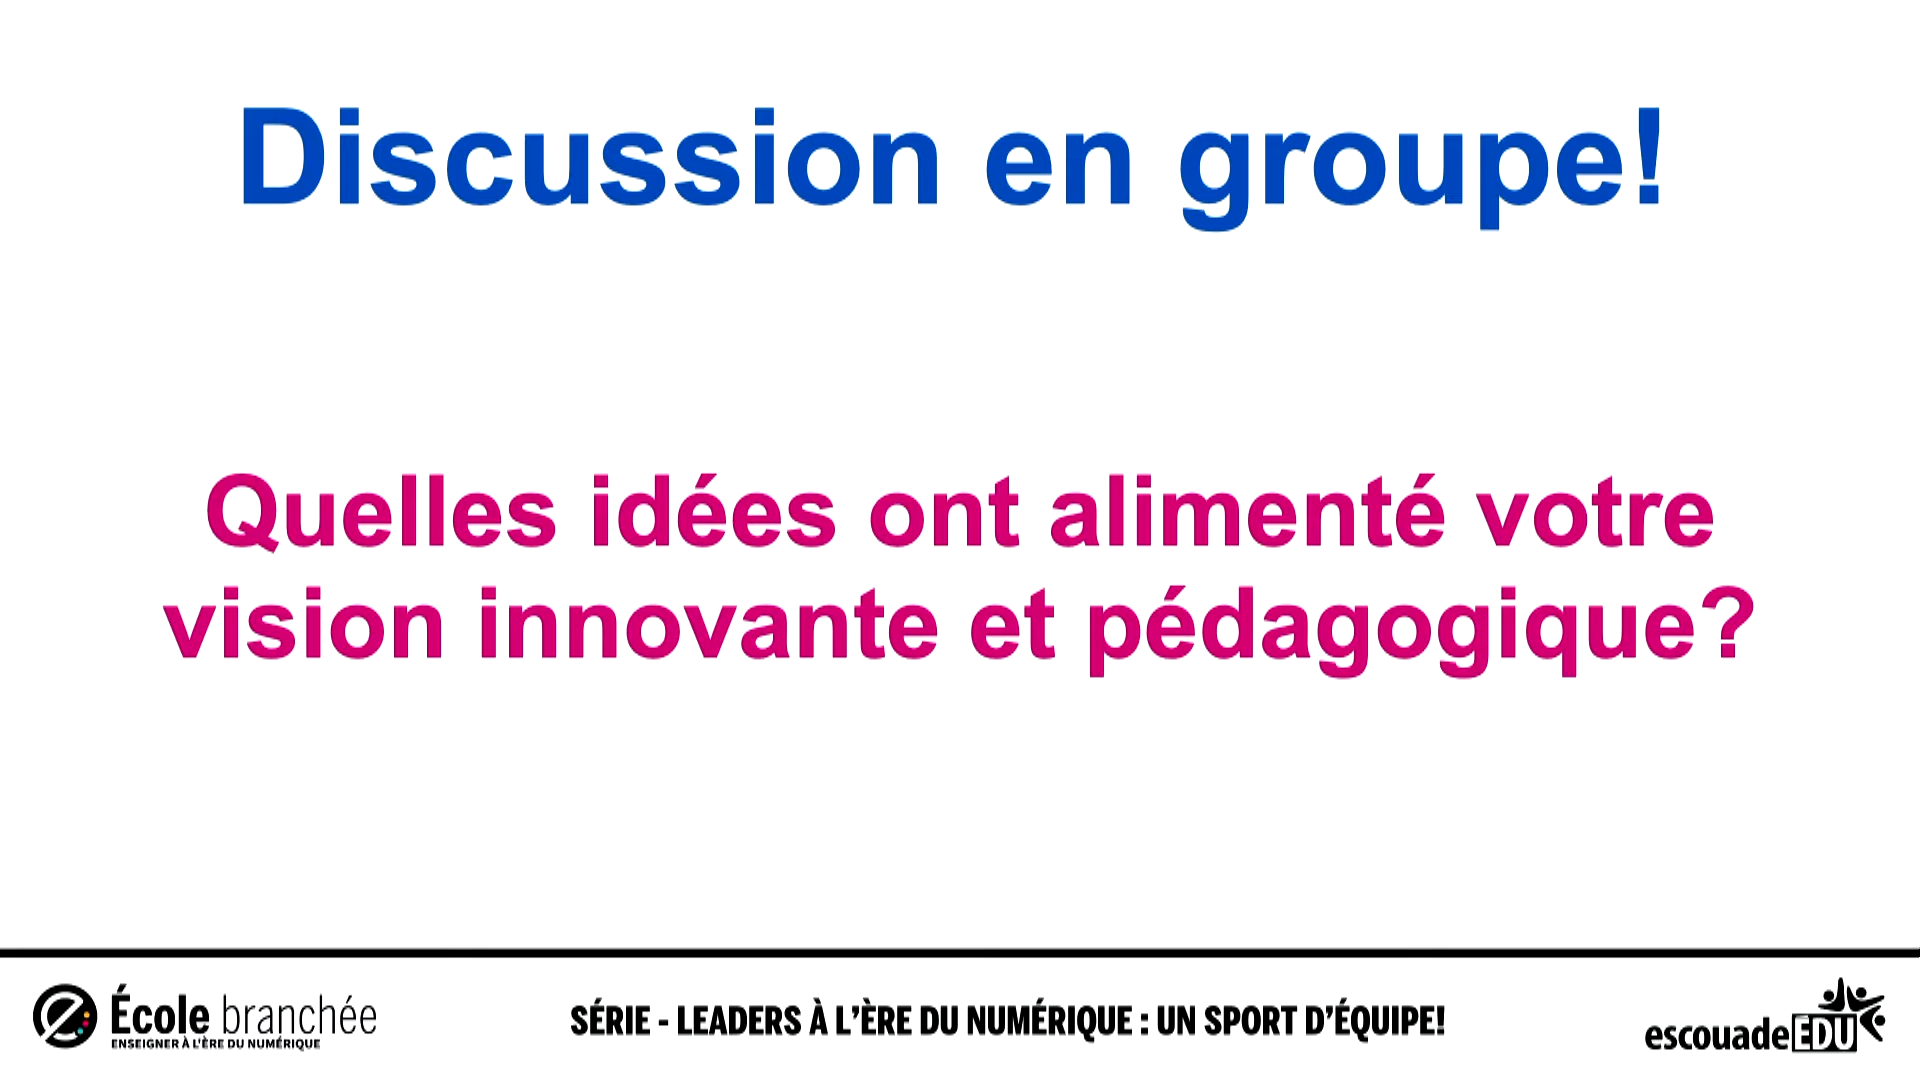 Discussion en groupe!
Quelles idées ont alimenté votre
vision innovante et pédagogique?
École branchée
ENSEIGNER À L'ÈRE DU NUMÉRIQUE
SÉRIE - LEADERS À L'ÈRE DU NUMÉRIQUE : UN SPORT D'ÉQUIPE!
escouadeEDU